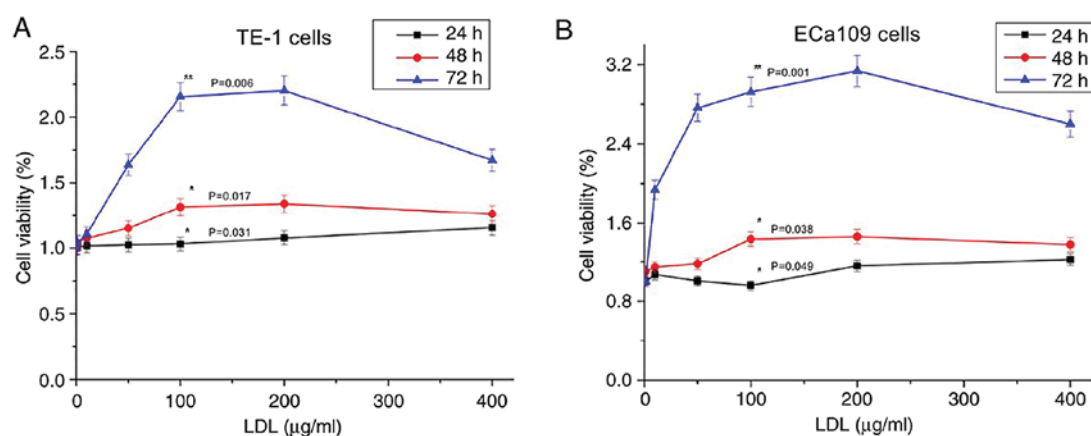 A
TE-1 cells
24 h
48 h
72 h
2.5
2.0
1.5
1.0
0.5
0.0
Cell viability (%)
** P=0.006
* P=0.017
* P=0.031
0 100 200 300 400
LDL (µg/ml)
B
ECa109 cells
24 h
48 h
72 h
3.2
2.4
1.6
0.8
0.0
Cell viability (%)
** P=0.001
* P=0.038
* P=0.049
0 100 200 300 400
LDL (µg/ml)